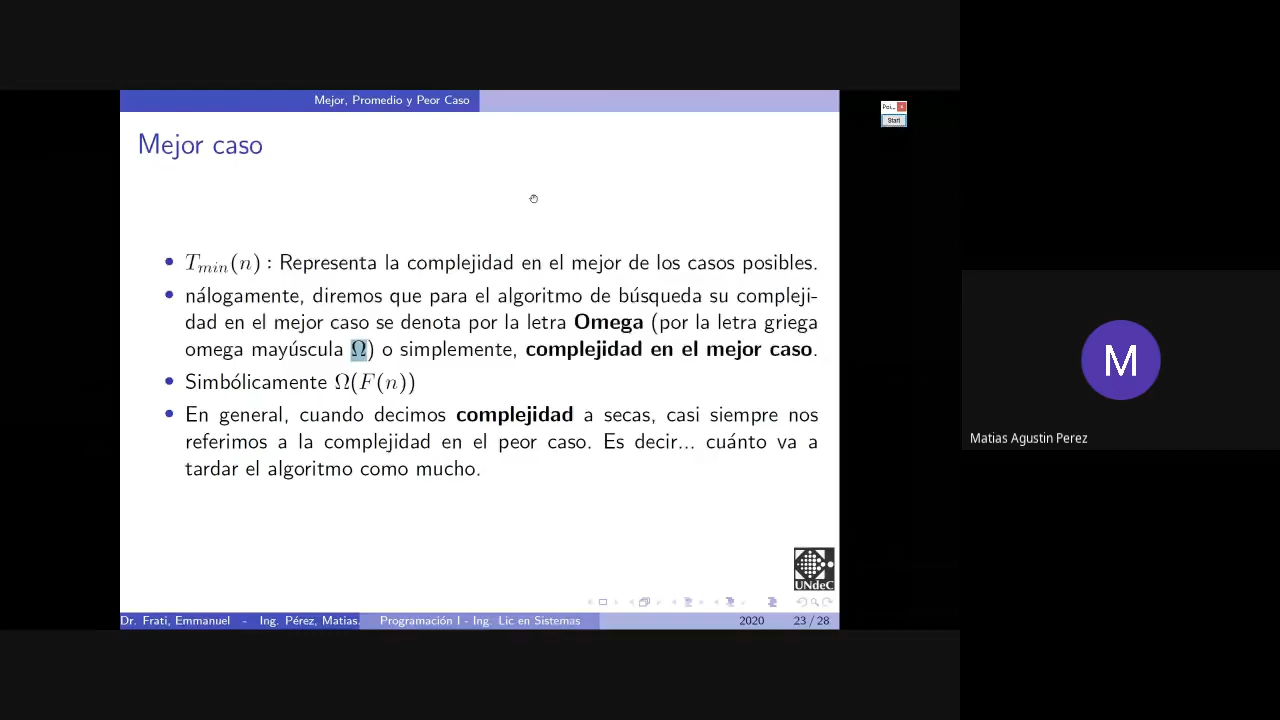 Mejor, Promedio y Peor Caso
Mejor caso
Poi...
Start
• T_min(n) : Representa la complejidad en el mejor de los casos posibles.
• nálogamente, diremos que para el algoritmo de búsqueda su compleji-
dad en el mejor caso se denota por la letra Omega (por la letra griega
omega mayúscula Ω) o simplemente, complejidad en el mejor caso.
• Simbólicamente Ω(F(n))
• En general, cuando decimos complejidad a secas, casi siempre nos
referimos a la complejidad en el peor caso. Es decir... cuánto va a
tardar el algoritmo como mucho.
UNdeC
Dr. Frati, Emmanuel - Ing. Pérez, Matias. Programación I - Ing. Lic en Sistemas 2020 23 / 28
M
Matias Agustin Perez